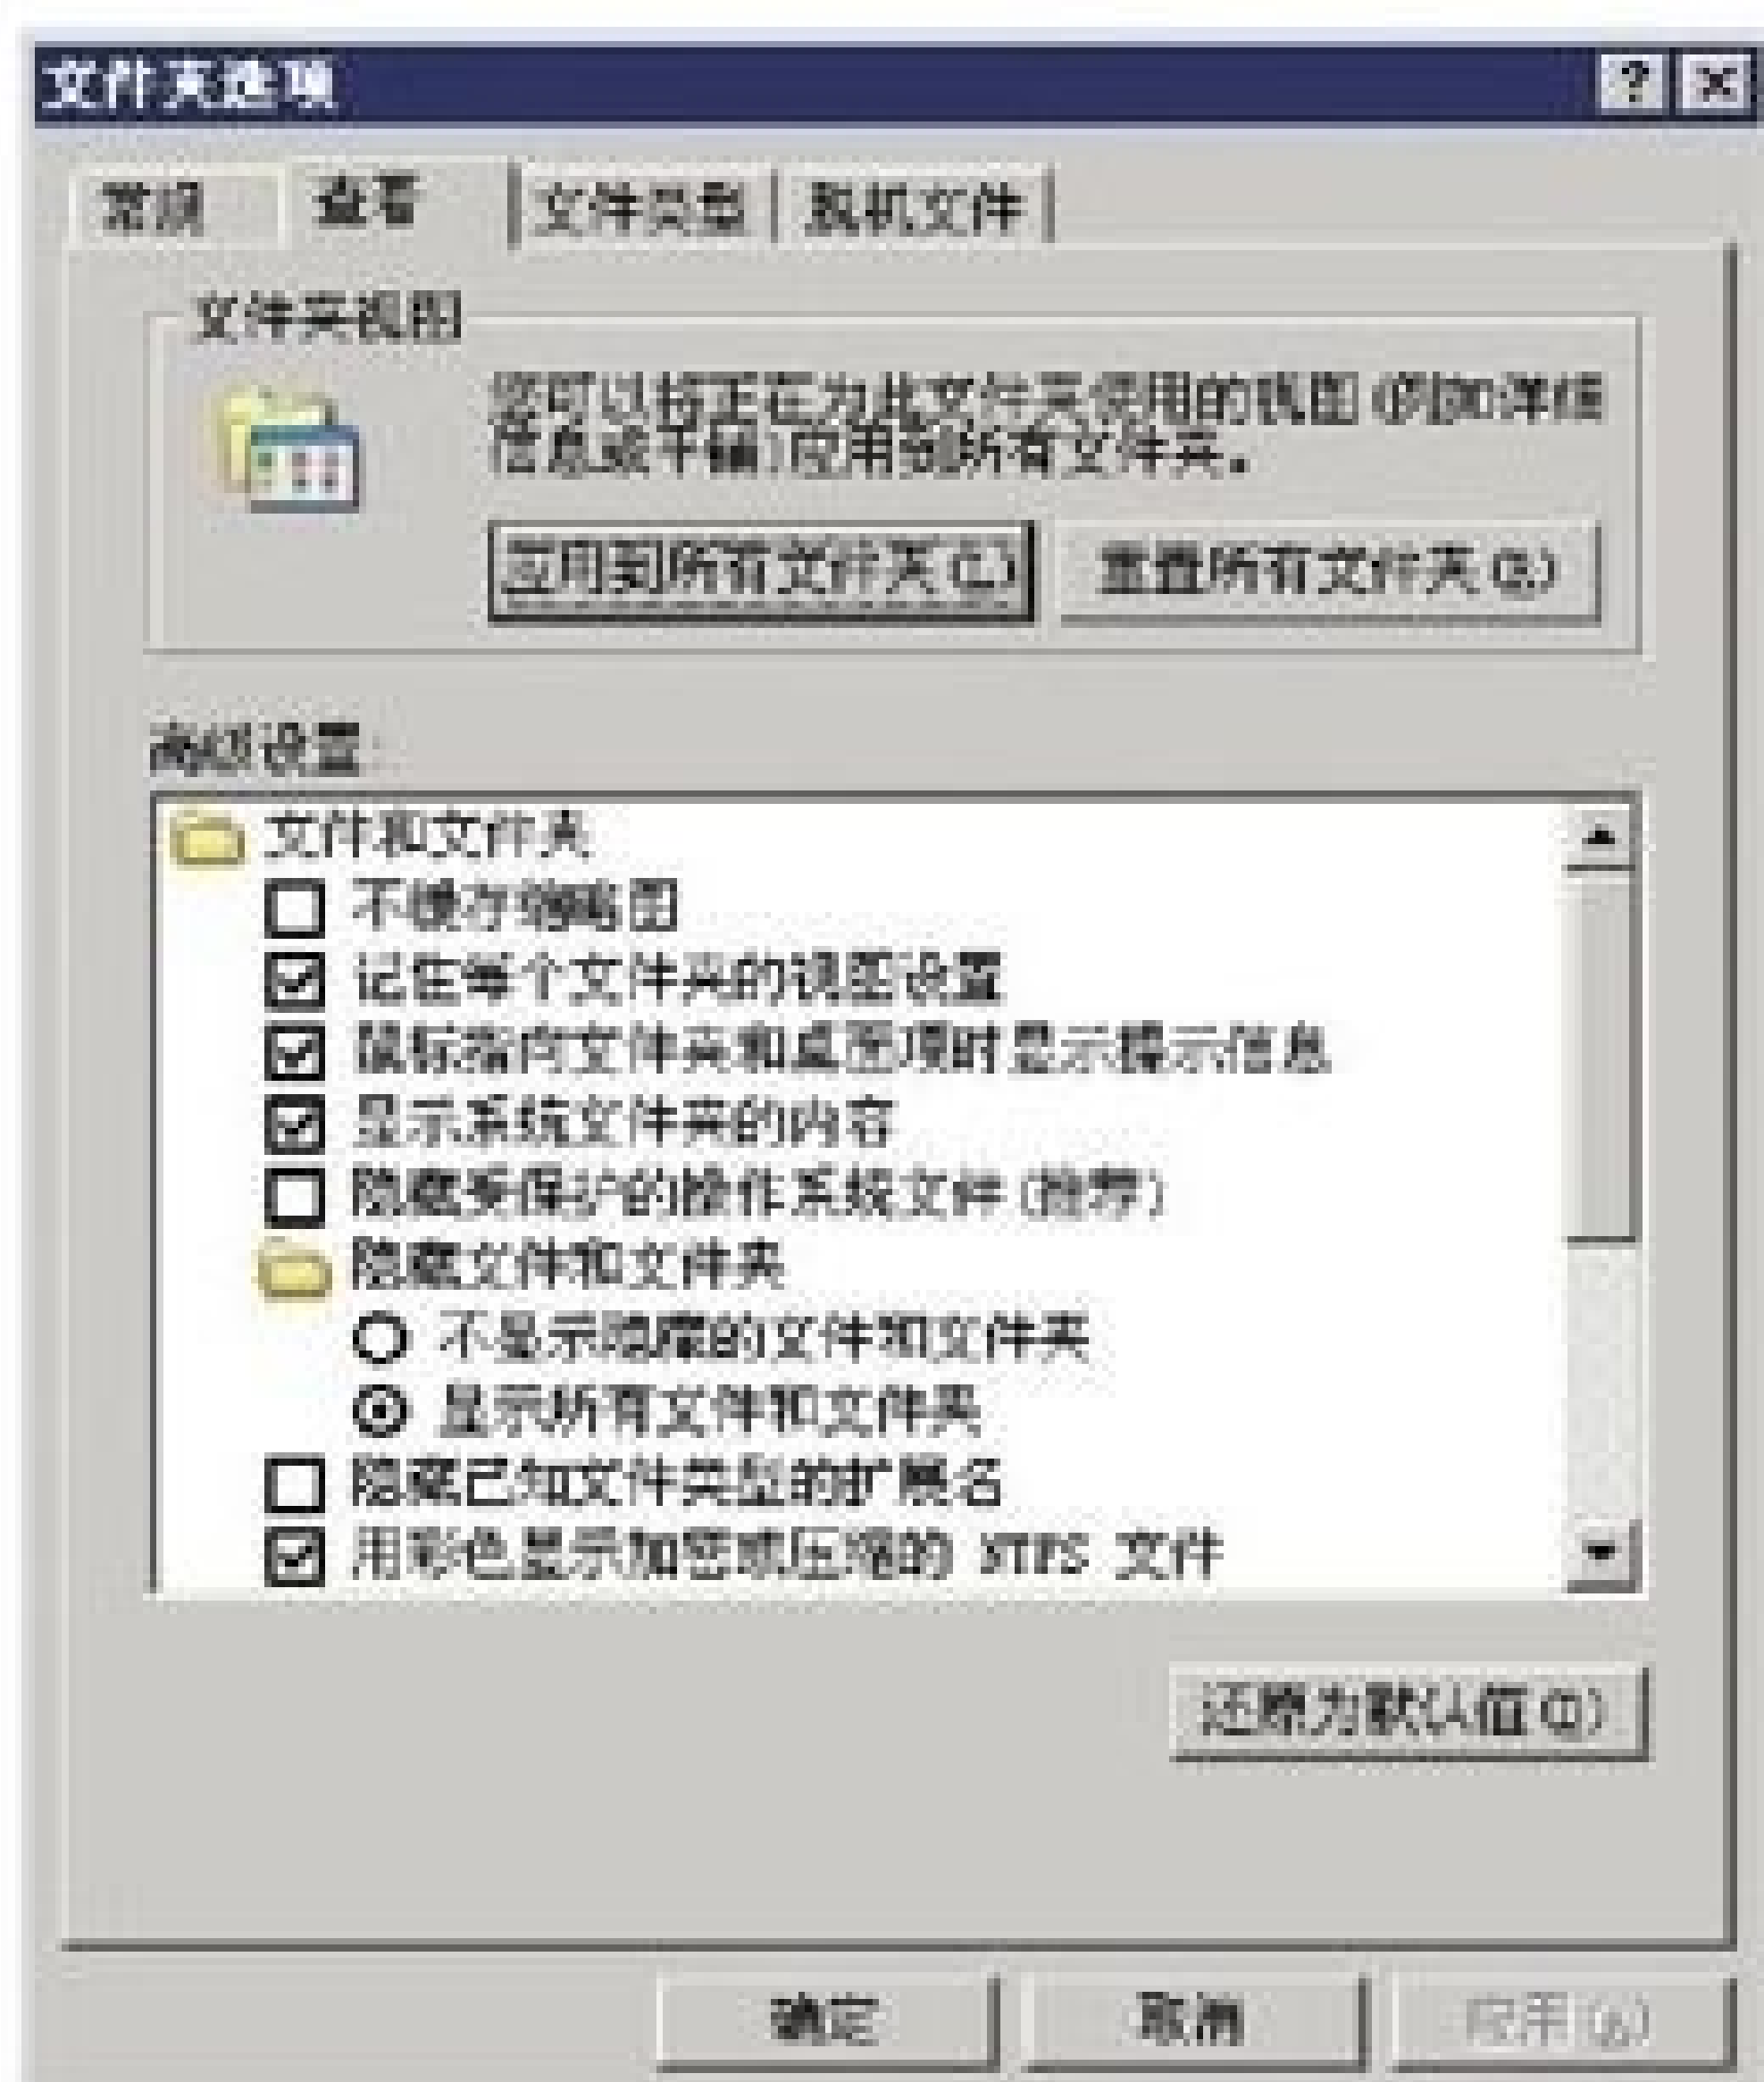 文件夹选项
常规 查看 文件类型 脱机文件
文件夹视图
您可以将正在为此文件夹使用的视图(例如详细
信息或平铺)应用到所有文件夹。
应用到所有文件夹(L) 重置所有文件夹(R)
高级设置:
文件和文件夹
不缓存缩略图
记住每个文件夹的视图设置
鼠标指向文件夹和桌面项时显示提示信息
显示系统文件夹的内容
隐藏受保护的操作系统文件(推荐)
隐藏文件和文件夹
不显示隐藏的文件和文件夹
显示所有文件和文件夹
隐藏已知文件类型的扩展名
用彩色显示加密或压缩的 NTFS 文件
还原为默认值(D)
确定 取消 应用(A)